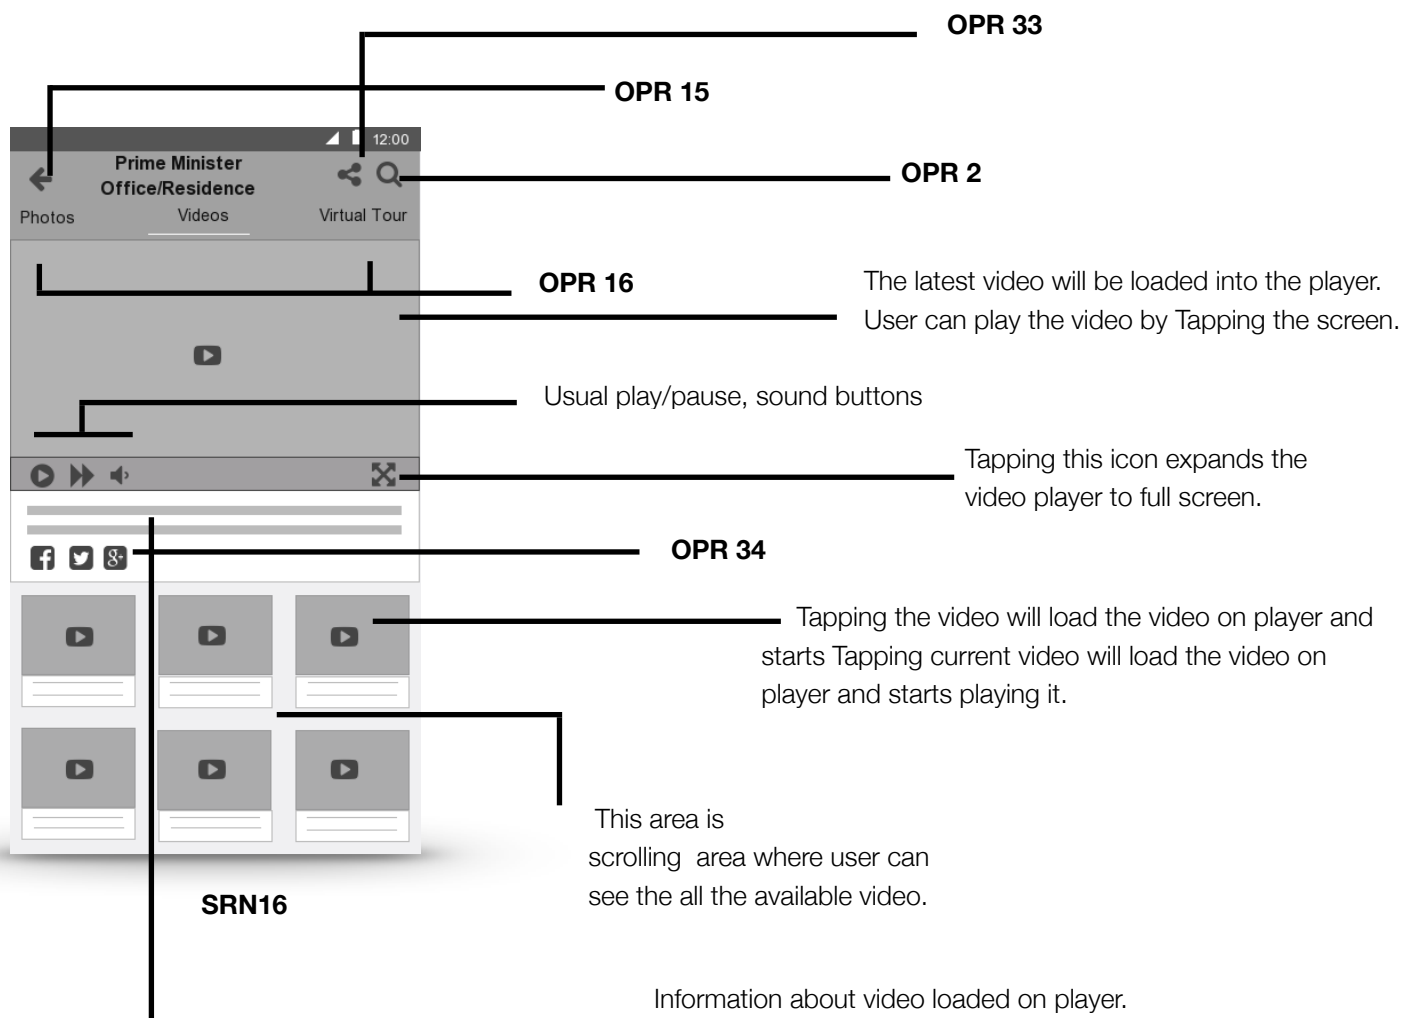 OPR 33
OPR 15
12:00
Prime Minister
Office/Residence
OPR 2
Photos
Videos
Virtual Tour
OPR 16
The latest video will be loaded into the player.
User can play the video by Tapping the screen.
Usual play/pause, sound buttons
Tapping this icon expands the
video player to full screen.
f
g+
OPR 34
Tapping the video will load the video on player and
starts Tapping current video will load the video on
player and starts playing it.
This area is
scrolling area where user can
see the all the available video.
SRN16
Information about video loaded on player.